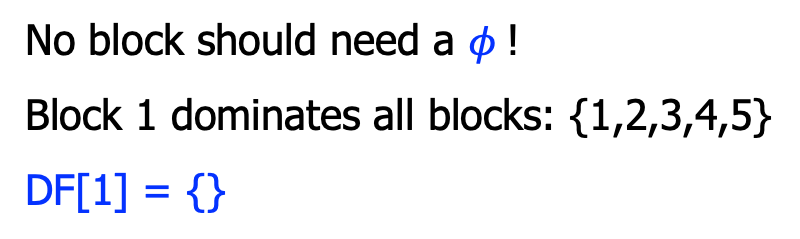 No block should need a ϕ !
Block 1 dominates all blocks: {1,2,3,4,5}
DF[1] = {}